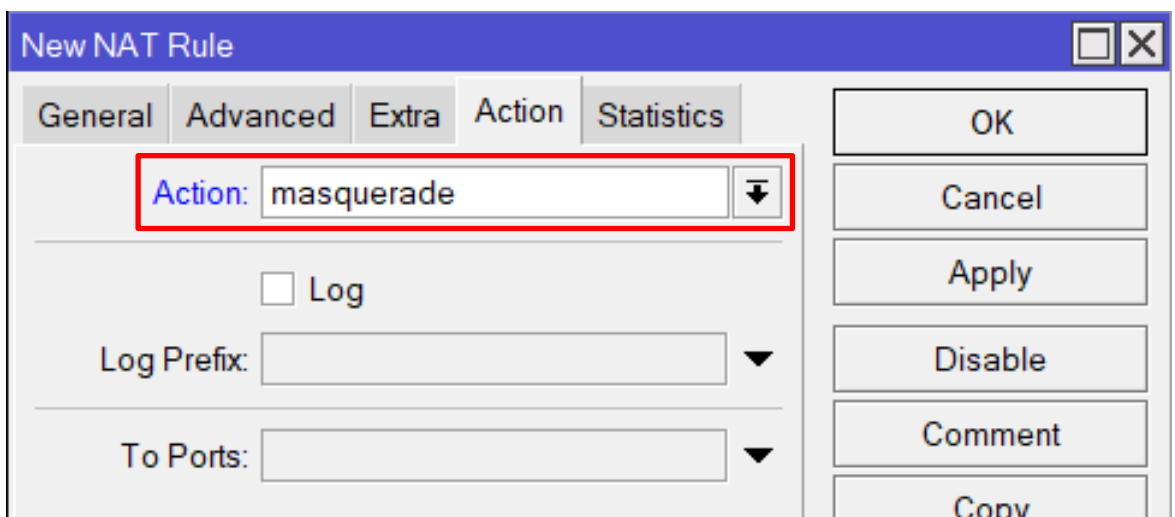 New NAT Rule
General Advanced Extra Action Statistics
Action: masquerade
Log
Log Prefix:
To Ports:
OK
Cancel
Apply
Disable
Comment
Copy